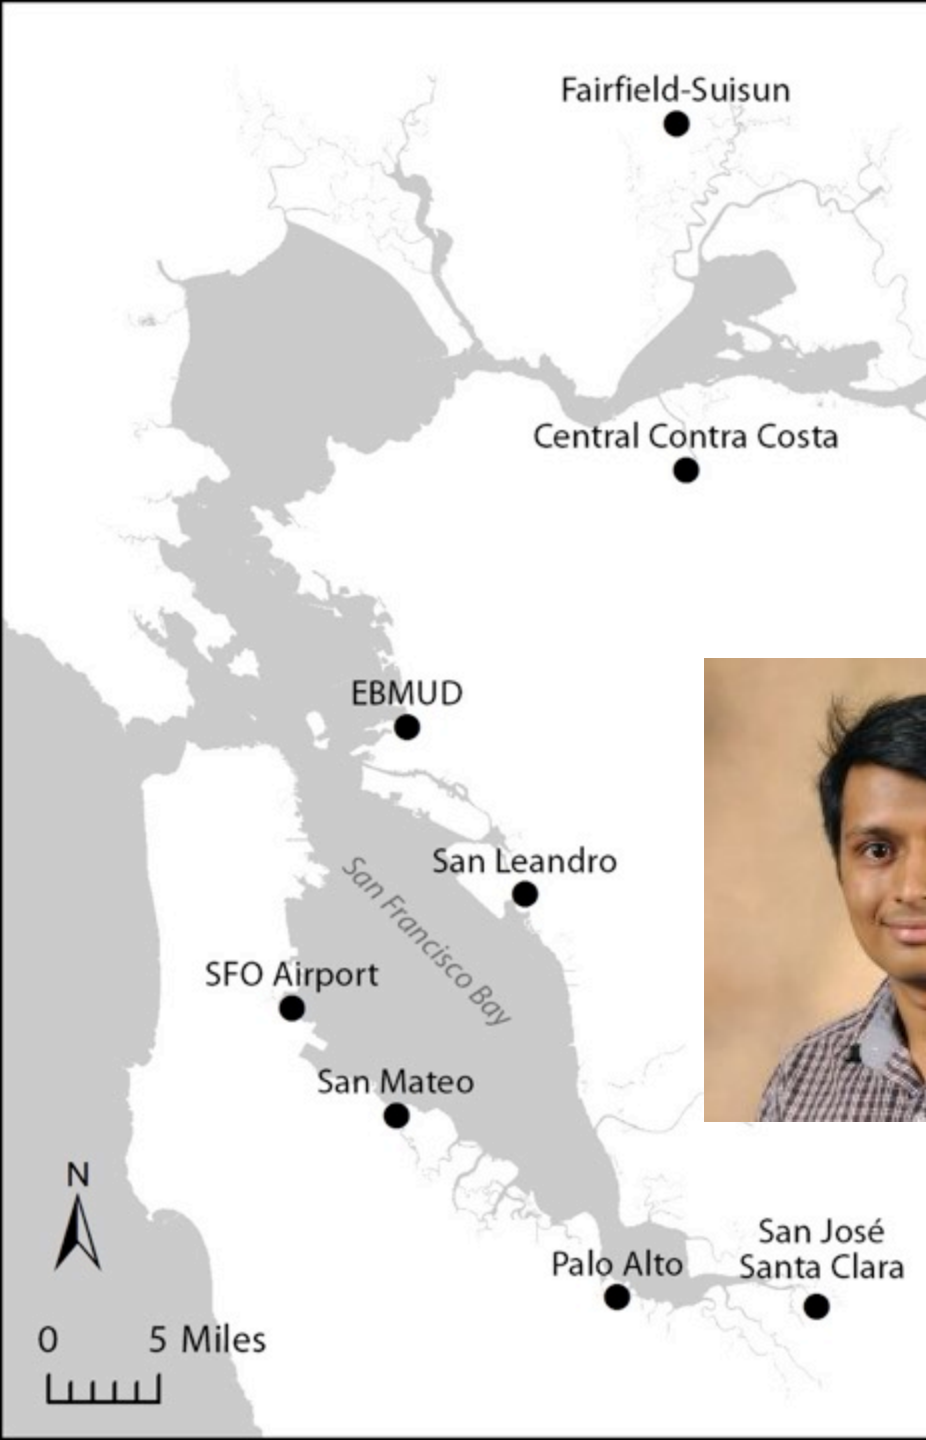 Fairfield-Suisun
Central Contra Costa
EBMUD
San Leandro
San Francisco Bay
SFO Airport
San Mateo
N
San José
Santa Clara
Palo Alto
0 5 Miles